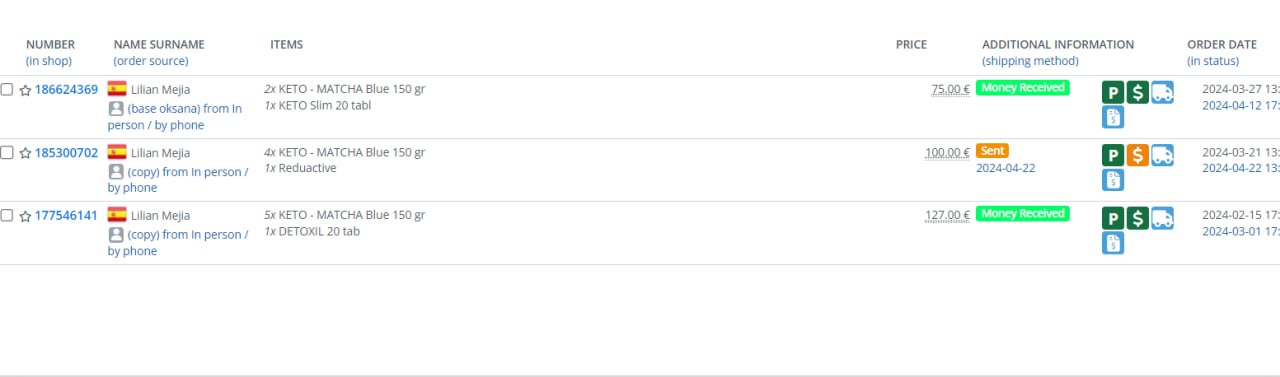 NUMBER NAME SURNAME ITEMS PRICE ADDITIONAL INFORMATION ORDER DATE
(in shop) (order source) (shipping method) (in status)
186624369 Lilian Mejia 2x KETO - MATCHA Blue 150 gr 75.00 € Money Received P $ 2024-03-27 13:
(base oksana) from In 1x KETO Slim 20 tabl 2024-04-12 17:
person / by phone $
185300702 Lilian Mejia 4x KETO - MATCHA Blue 150 gr 100.00 € Sent P $ 2024-03-21 13:
(copy) from In person / 1x Reduactive 2024-04-22 2024-04-22 13:
by phone $
177546141 Lilian Mejia 5x KETO - MATCHA Blue 150 gr 127.00 € Money Received P $ 2024-02-15 17:
(copy) from In person / 1x DETOXIL 20 tab 2024-03-01 17:
by phone $